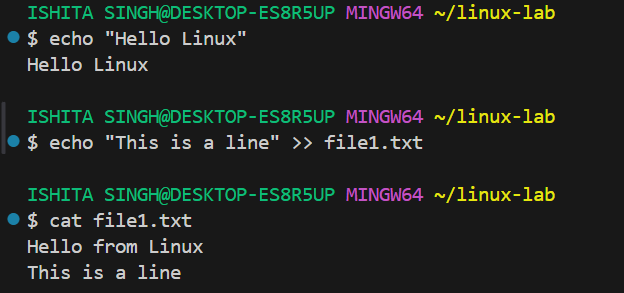 ISHITA SINGH@DESKTOP-ES8R5UP MINGW64 ~/linux-lab
$ echo "Hello Linux"
Hello Linux
ISHITA SINGH@DESKTOP-ES8R5UP MINGW64 ~/linux-lab
$ echo "This is a line" >> file1.txt
ISHITA SINGH@DESKTOP-ES8R5UP MINGW64 ~/linux-lab
$ cat file1.txt
Hello from Linux
This is a line